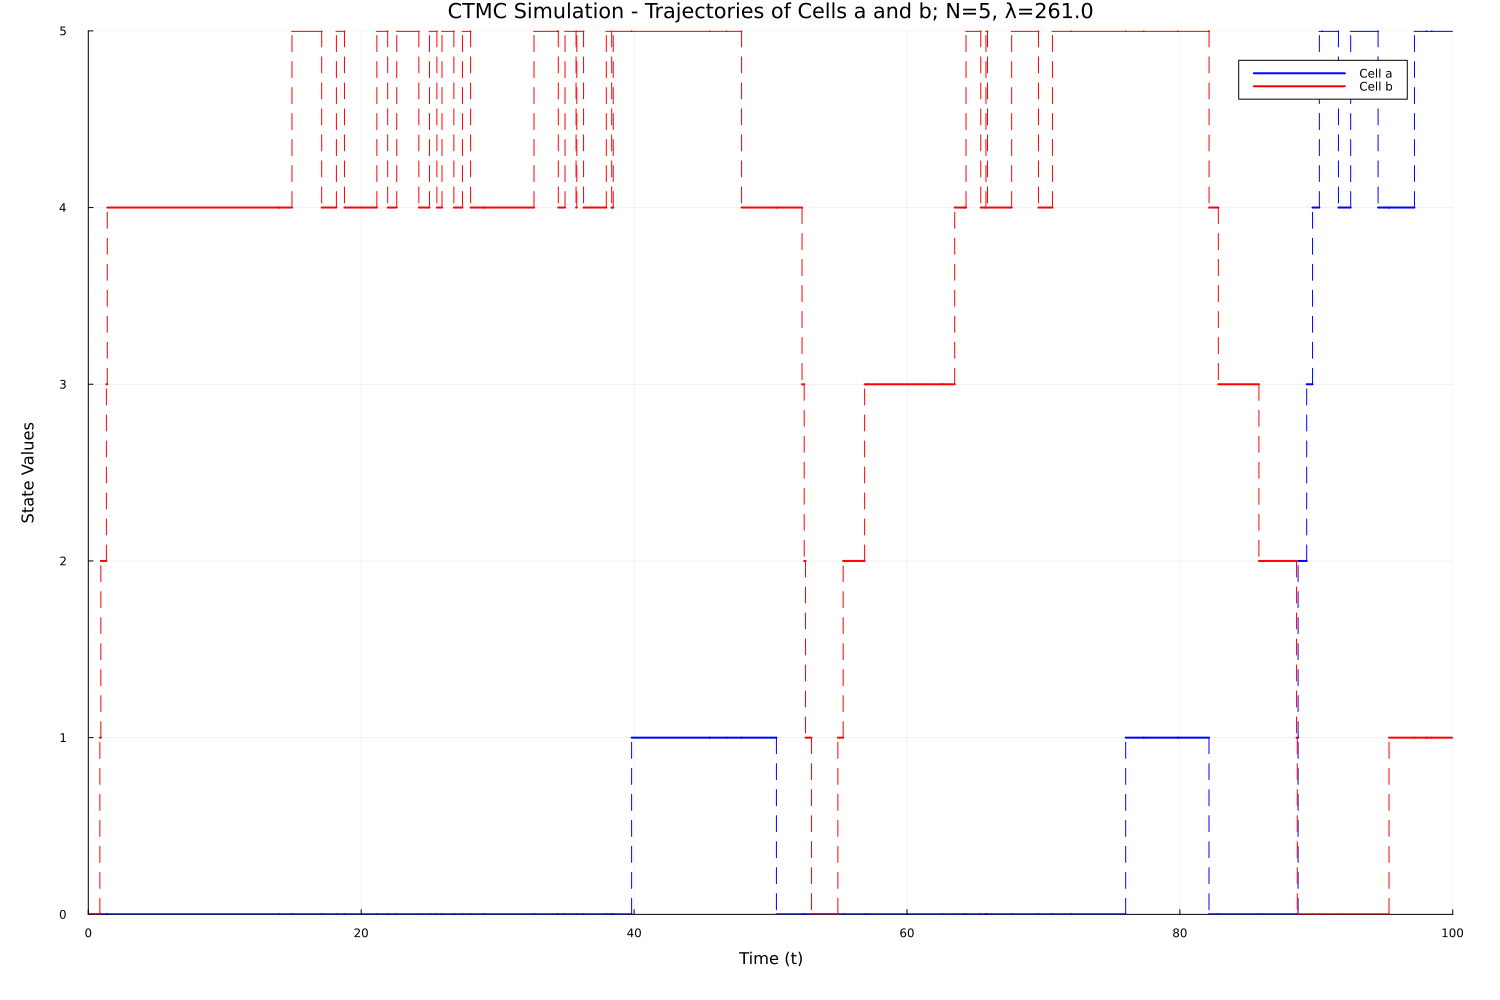 CTMC Simulation - Trajectories of Cells a and b; N=5, λ=261.0
5
Cell a
Cell b
4
3
State Values
2
1
0
0 20 40 60 80 100
Time (t)